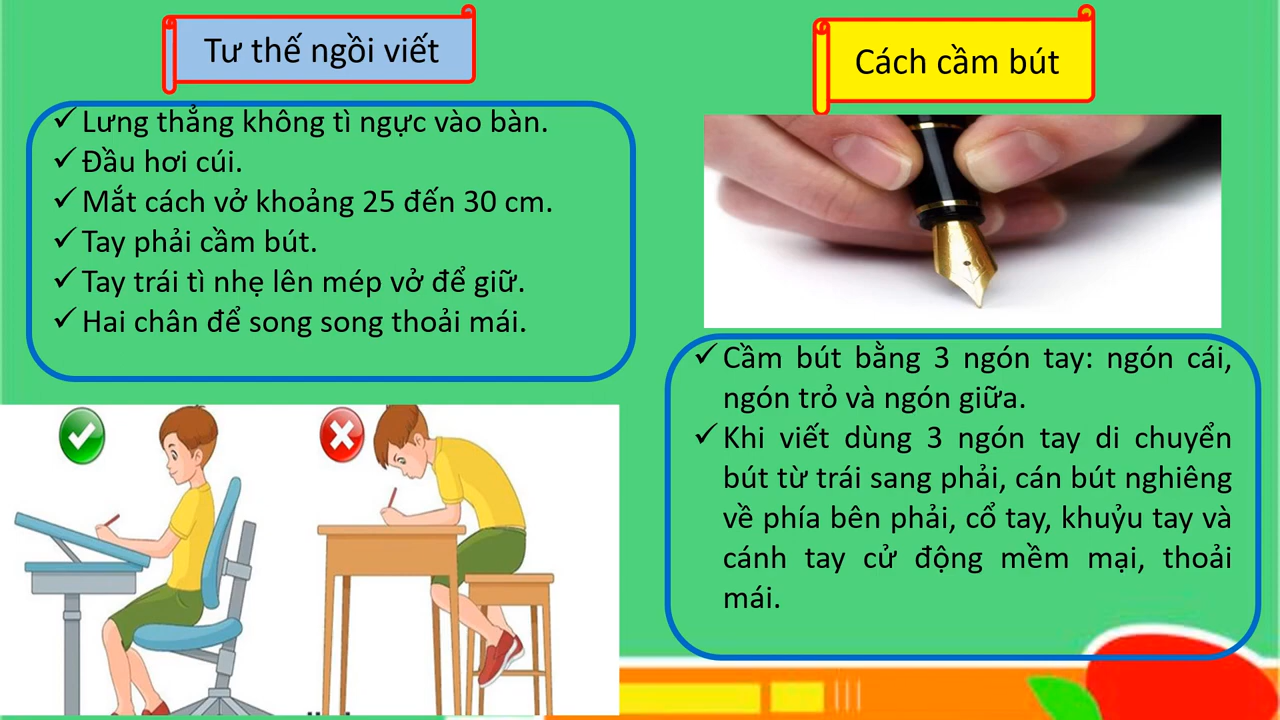 Tư thế ngồi viết
✓ Lưng thẳng không tì ngực vào bàn.
✓ Đầu hơi cúi.
✓ Mắt cách vở khoảng 25 đến 30 cm.
✓ Tay phải cầm bút.
✓ Tay trái tì nhẹ lên mép vở để giữ.
✓ Hai chân để song song thoải mái.
Cách cầm bút
✓ Cầm bút bằng 3 ngón tay: ngón cái,
ngón trỏ và ngón giữa.
✓ Khi viết dùng 3 ngón tay di chuyển
bút từ trái sang phải, cán bút nghiêng
về phía bên phải, cổ tay, khuỷu tay và
cánh tay cử động mềm mại, thoải
mái.